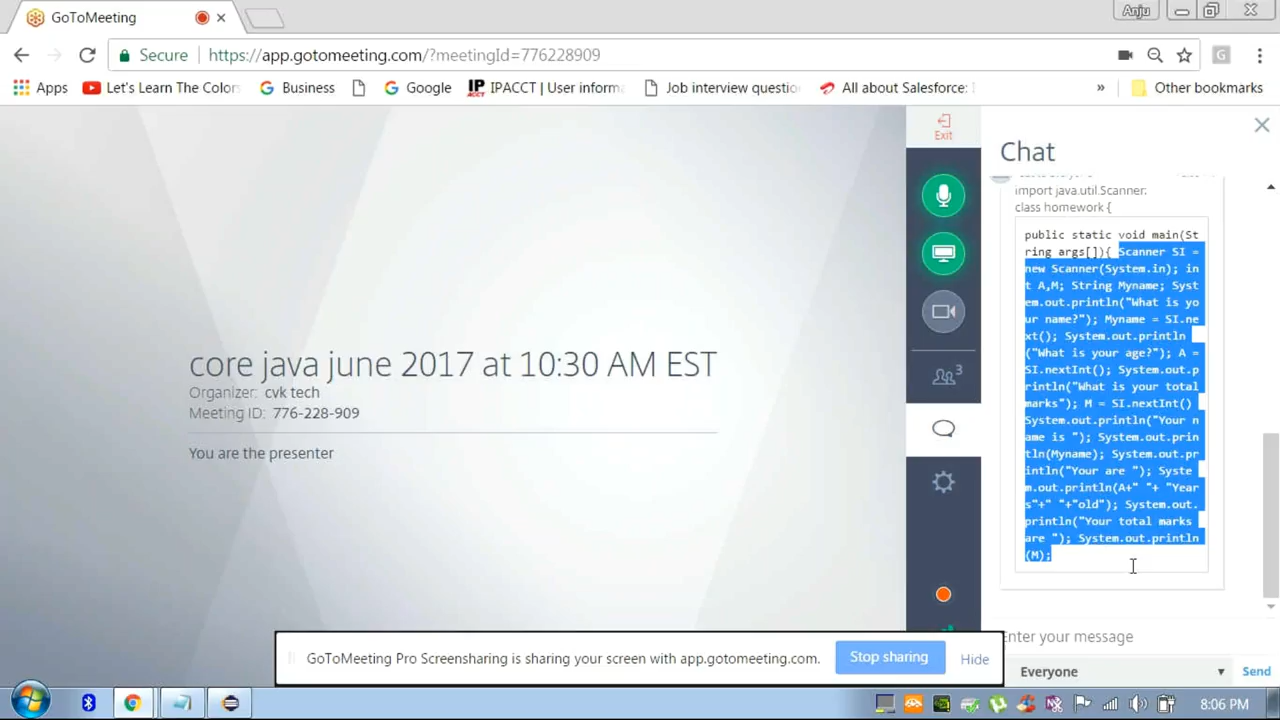 GoToMeeting
Anju
Secure
https://app.gotomeeting.com/?meetingId=776228909
G
Apps
Let's Learn The Colors
Business
Google
IP
ACCT
IPACCT | User inform
Job interview questio
All about Salesforce:
»
Other bookmarks
Exit
3
core java june 2017 at 10:30 AM EST
Organizer: cvk tech
Meeting ID: 776-228-909
You are the presenter
Chat
import java.util.Scanner;
class homework {
public static void main(St
ring args[]){ Scanner SI =
new Scanner(System.in); in
t A,M; String Myname; Syst
em.out.println("What is yo
ur name?"); Myname = SI.ne
xt(); System.out.println
("What is your age?"); A =
SI.nextInt(); System.out.p
rintln("What is your total
marks"); M = SI.nextInt()
System.out.println("Your n
ame is "); System.out.prin
tln(Myname); System.out.pr
intln("Your are "); Syste
m.out.println(A+" "+ "Year
s"+" "+"old"); System.out.
println("Your total marks
are "); System.out.println
(M);
Enter your message
Everyone
Send
GoToMeeting Pro Screensharing is sharing your screen with app.gotomeeting.com.
Stop sharing
Hide
8:06 PM